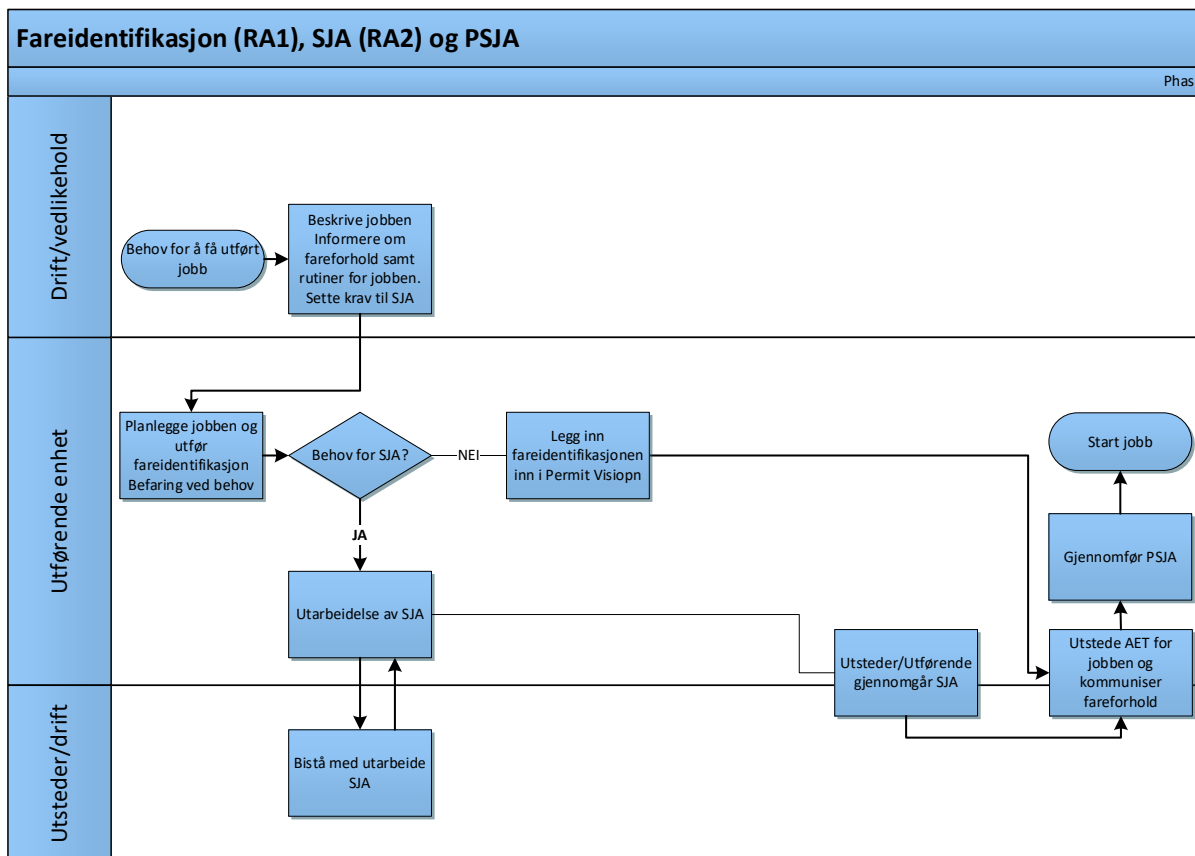 Fareidentifikasjon (RA1), SJA (RA2) og PSJA
Phas
Drift/vedlikehold
Behov for å få utført
jobb
Beskrive jobben
Informere om
fareforhold samt
rutiner for jobben.
Sette krav til SJA
Utførende enhet
Planlegge jobben og
utfør
fareidentifikasjon
Befaring ved behov
Behov for SJA?
NEI
Legg inn
fareidentifikasjonen
inn i Permit Visiopn
Start jobb
JA
Gjennomfør PSJA
Utarbeidelse av SJA
Utsteder/Utførende
gjennomgår SJA
Utstede AET for
jobben og
kommuniser
fareforhold
Utsteder/drift
Bistå med utarbeide
SJA